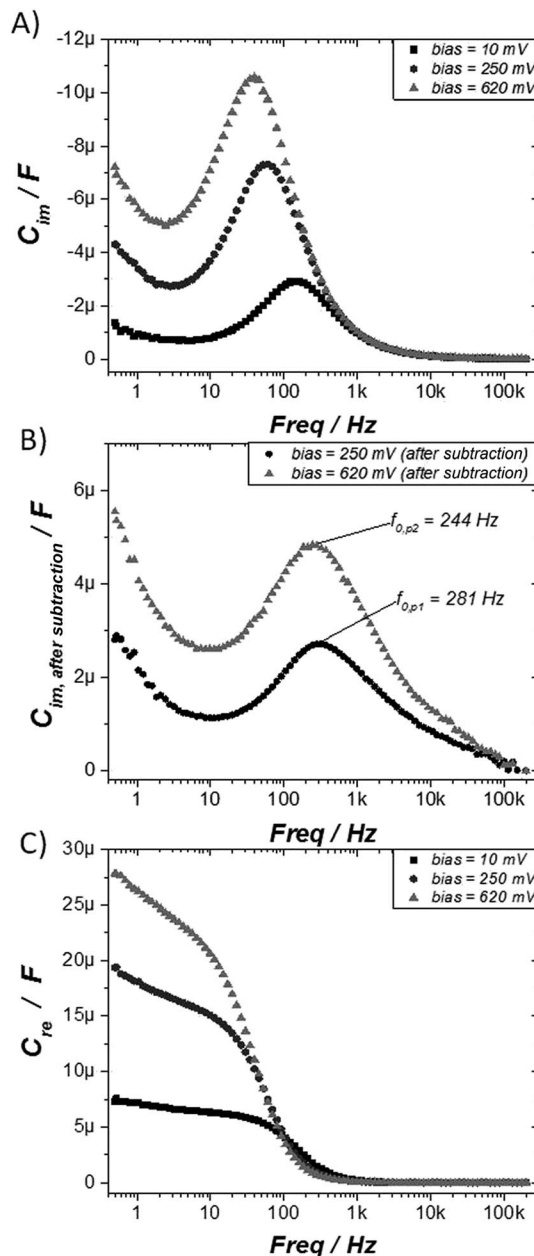 A)
-12µ
-10µ
-8µ
-6µ
-4µ
-2µ
0
C_im / F
bias = 10 mV
bias = 250 mV
bias = 620 mV
1
10
100
1k
10k
100k
Freq / Hz
B)
6µ
4µ
2µ
0
C_im, after subtraction / F
bias = 250 mV (after subtraction)
bias = 620 mV (after subtraction)
f_0,p2 = 244 Hz
f_0,p1 = 281 Hz
1
10
100
1k
10k
100k
Freq / Hz
C)
30µ
25µ
20µ
15µ
10µ
5µ
0
C_re / F
bias = 10 mV
bias = 250 mV
bias = 620 mV
1
10
100
1k
10k
100k
Freq / Hz